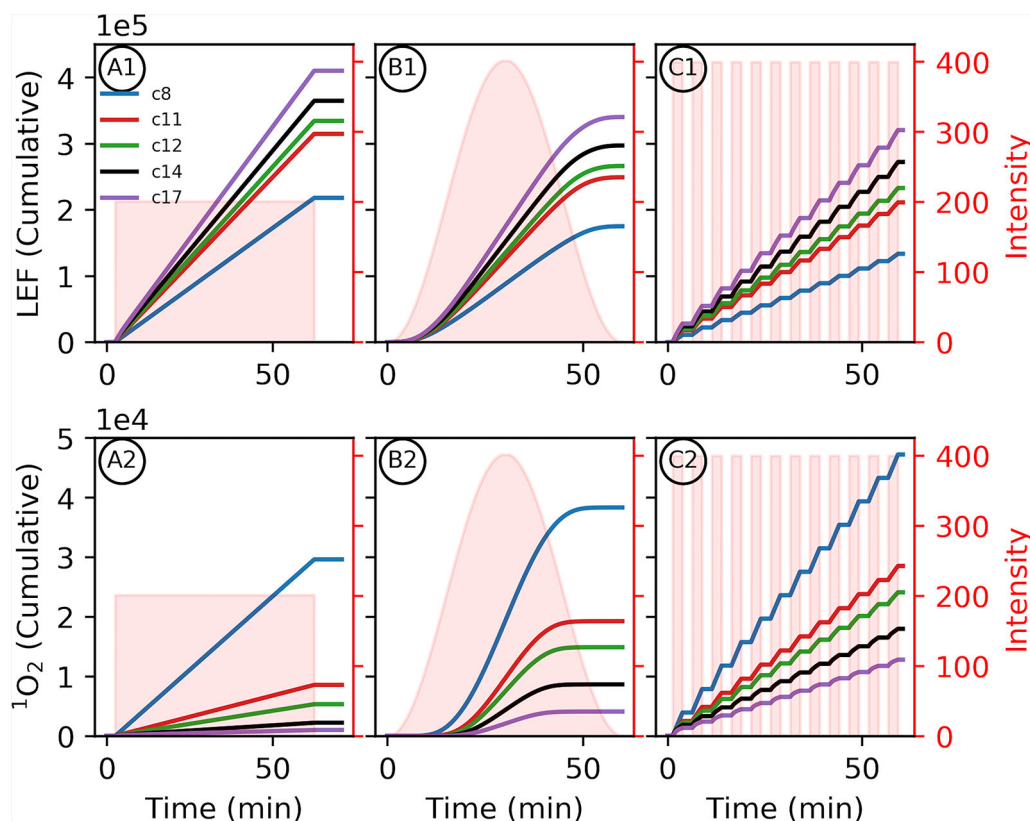 1e5
A1
B1
C1
c8
c11
c12
c14
c17
LEF (Cumulative)
4
3
2
1
0
0
50
0
50
0
50
400
300
200
100
0
Intensity
1e4
A2
B2
C2
¹O₂ (Cumulative)
5
4
3
2
1
0
0
50
0
50
0
50
400
300
200
100
0
Intensity
Time (min)
Time (min)
Time (min)